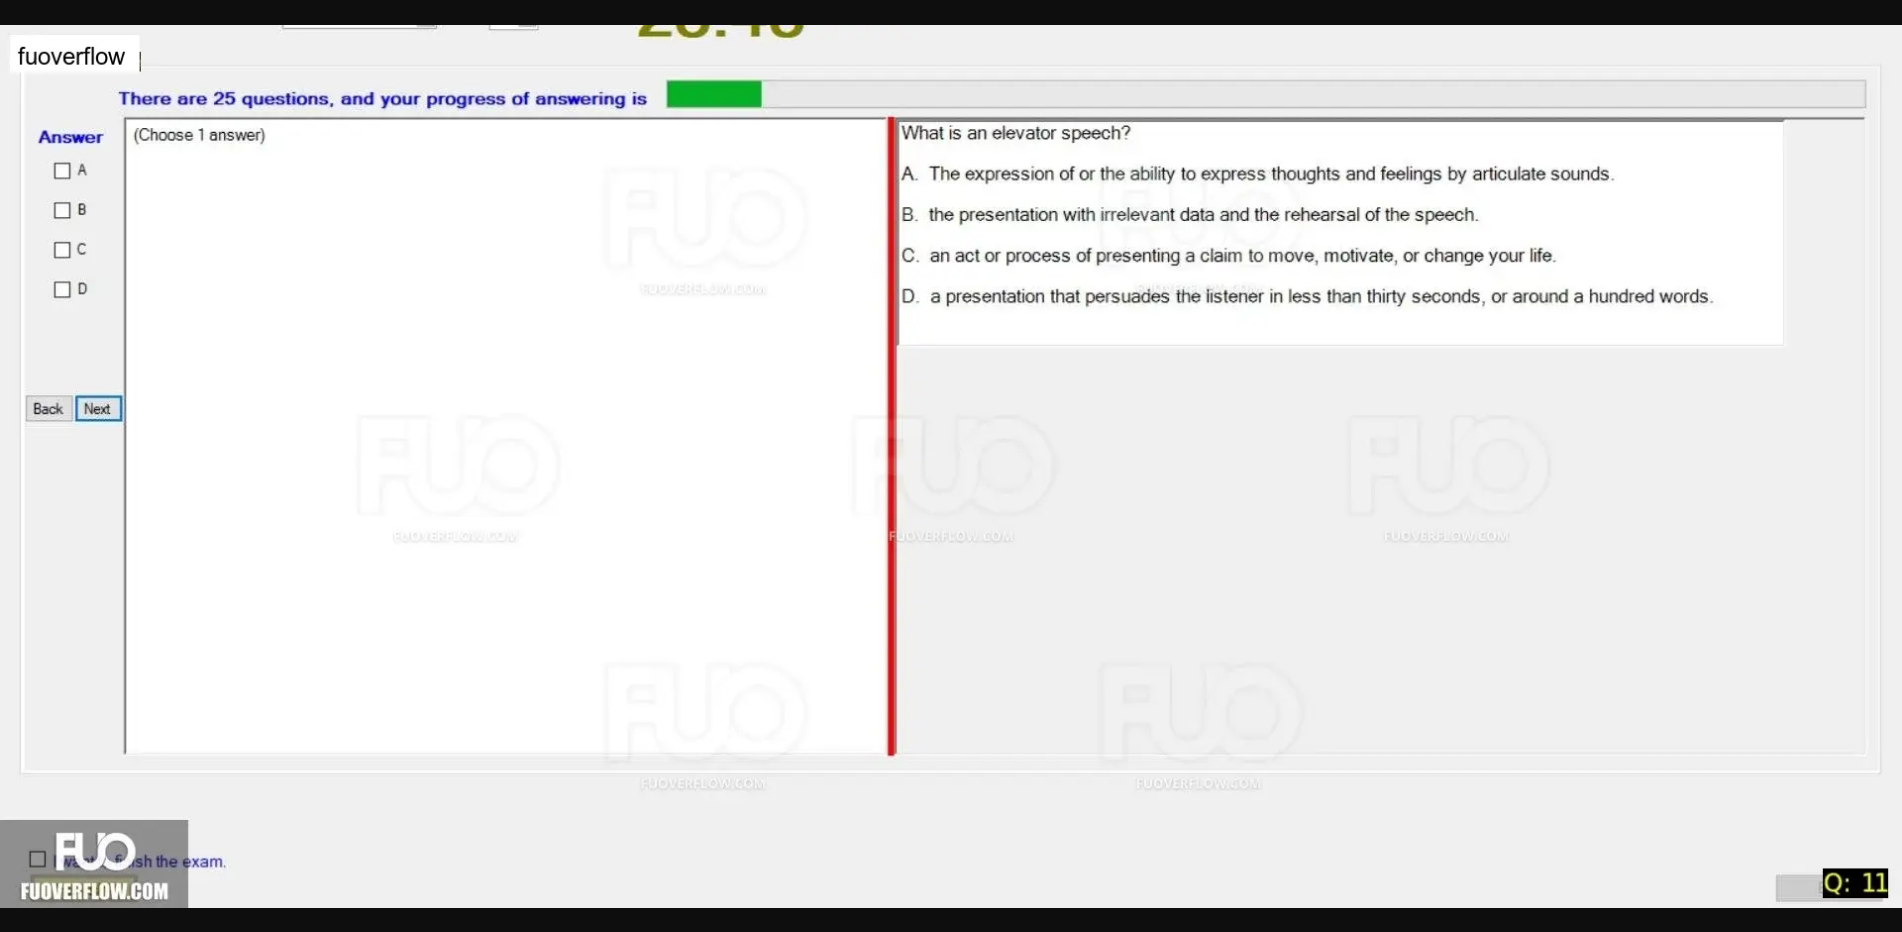 fuoverflow
There are 25 questions, and your progress of answering is
Answer
(Choose 1 answer)
A
B
C
D
Back
Next
What is an elevator speech?
A. The expression of or the ability to express thoughts and feelings by articulate sounds.
B. the presentation with irrelevant data and the rehearsal of the speech.
C. an act or process of presenting a claim to move, motivate, or change your life.
D. a presentation that persuades the listener in less than thirty seconds, or around a hundred words.
FUO
FUOVERFLOW.COM
FUO
FUOVERFLOW.COM
FUO
FUOVERFLOW.COM
FUO
FUOVERFLOW.COM
FUO
FUOVERFLOW.COM
FUO
FUOVERFLOW.COM
FUO
FUOVERFLOW.COM
FUO
FUOVERFLOW.COM
the exam.
Q: 11